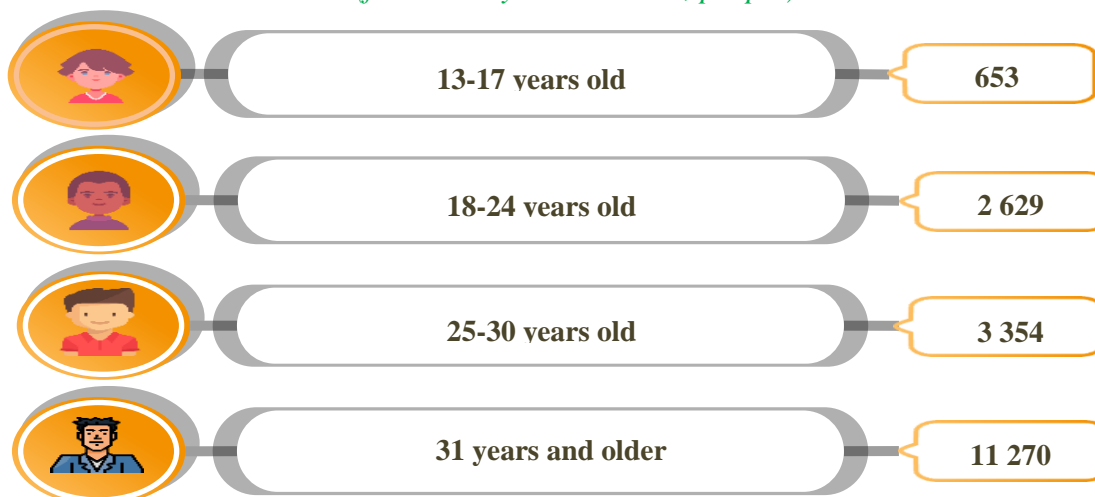 13-17 years old
653
18-24 years old
2 629
25-30 years old
3 354
31 years and older
11 270